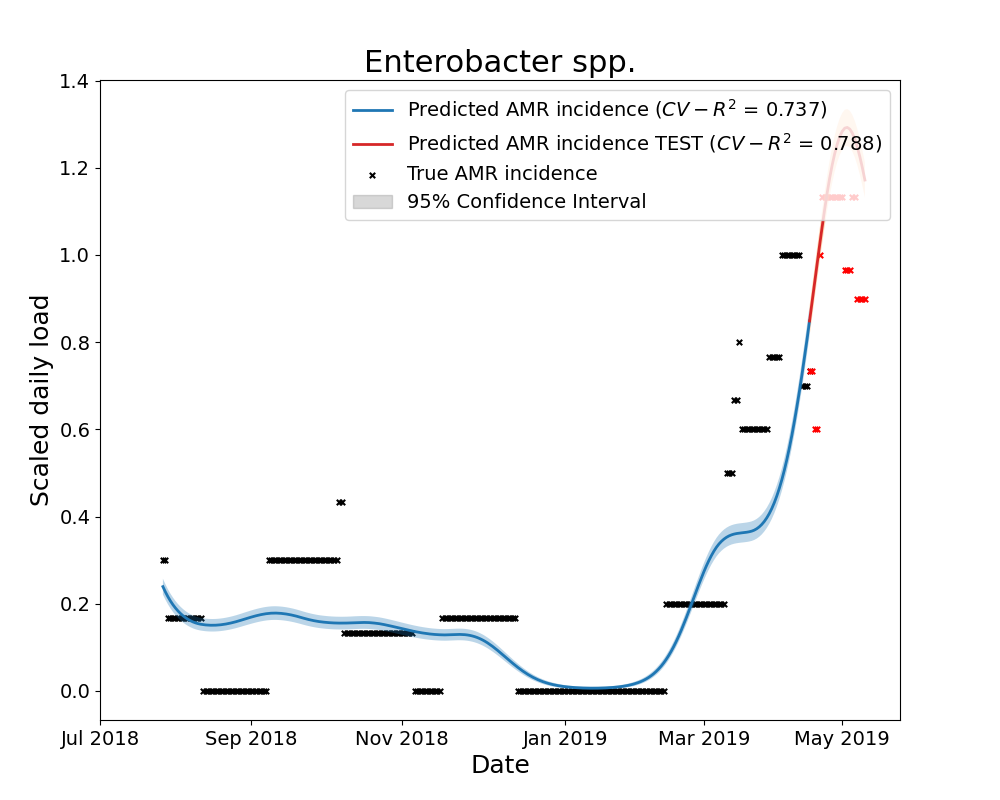 Enterobacter spp.
Predicted AMR incidence (CV − R² = 0.737)
Predicted AMR incidence TEST (CV − R² = 0.788)
True AMR incidence
95% Confidence Interval
Scaled daily load
1.4
1.2
1.0
0.8
0.6
0.4
0.2
0.0
Jul 2018 Sep 2018 Nov 2018 Jan 2019 Mar 2019 May 2019
Date